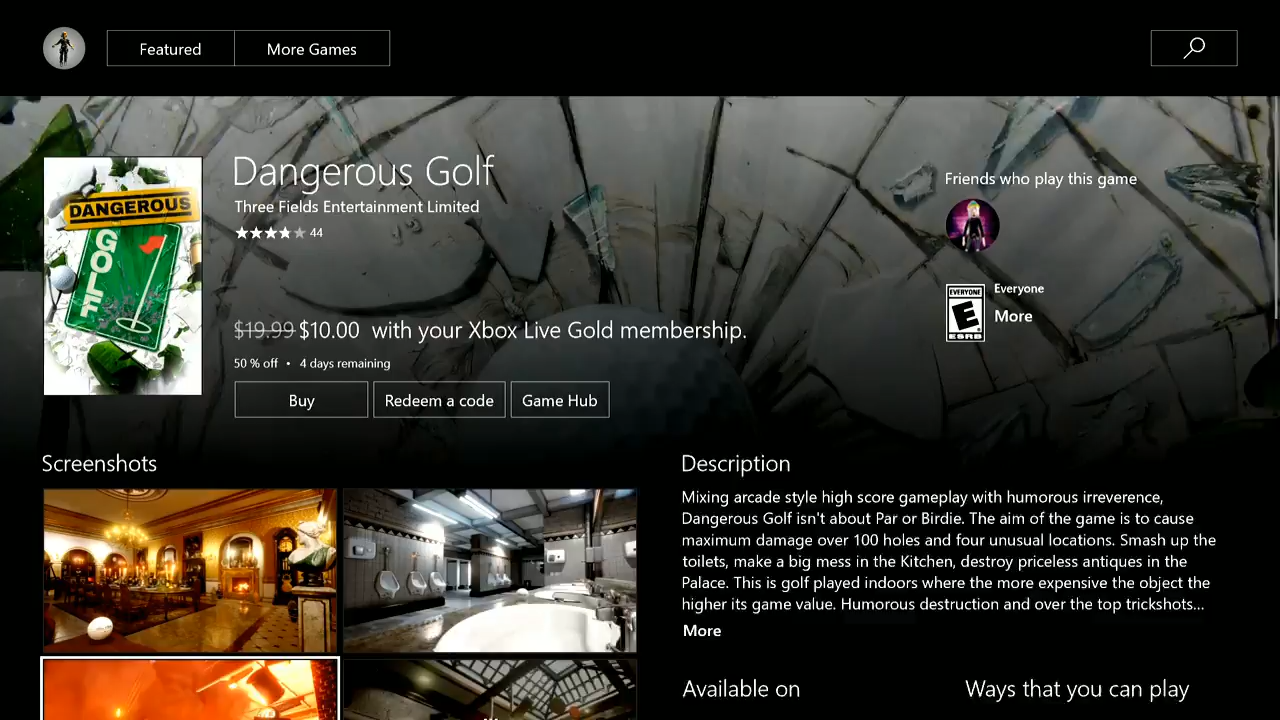 Featured
More Games
DANGEROUS
GOLF
Dangerous Golf
Three Fields Entertainment Limited
44
$19.99 $10.00 with your Xbox Live Gold membership.
50 % off • 4 days remaining
Buy
Redeem a code
Game Hub
Friends who play this game
EVERYONE
E
ESRB
Everyone
More
Screenshots
Description
Mixing arcade style high score gameplay with humorous irreverence,
Dangerous Golf isn't about Par or Birdie. The aim of the game is to cause
maximum damage over 100 holes and four unusual locations. Smash up the
toilets, make a big mess in the Kitchen, destroy priceless antiques in the
Palace. This is golf played indoors where the more expensive the object the
higher its game value. Humorous destruction and over the top trickshots...
More
Available on
Ways that you can play